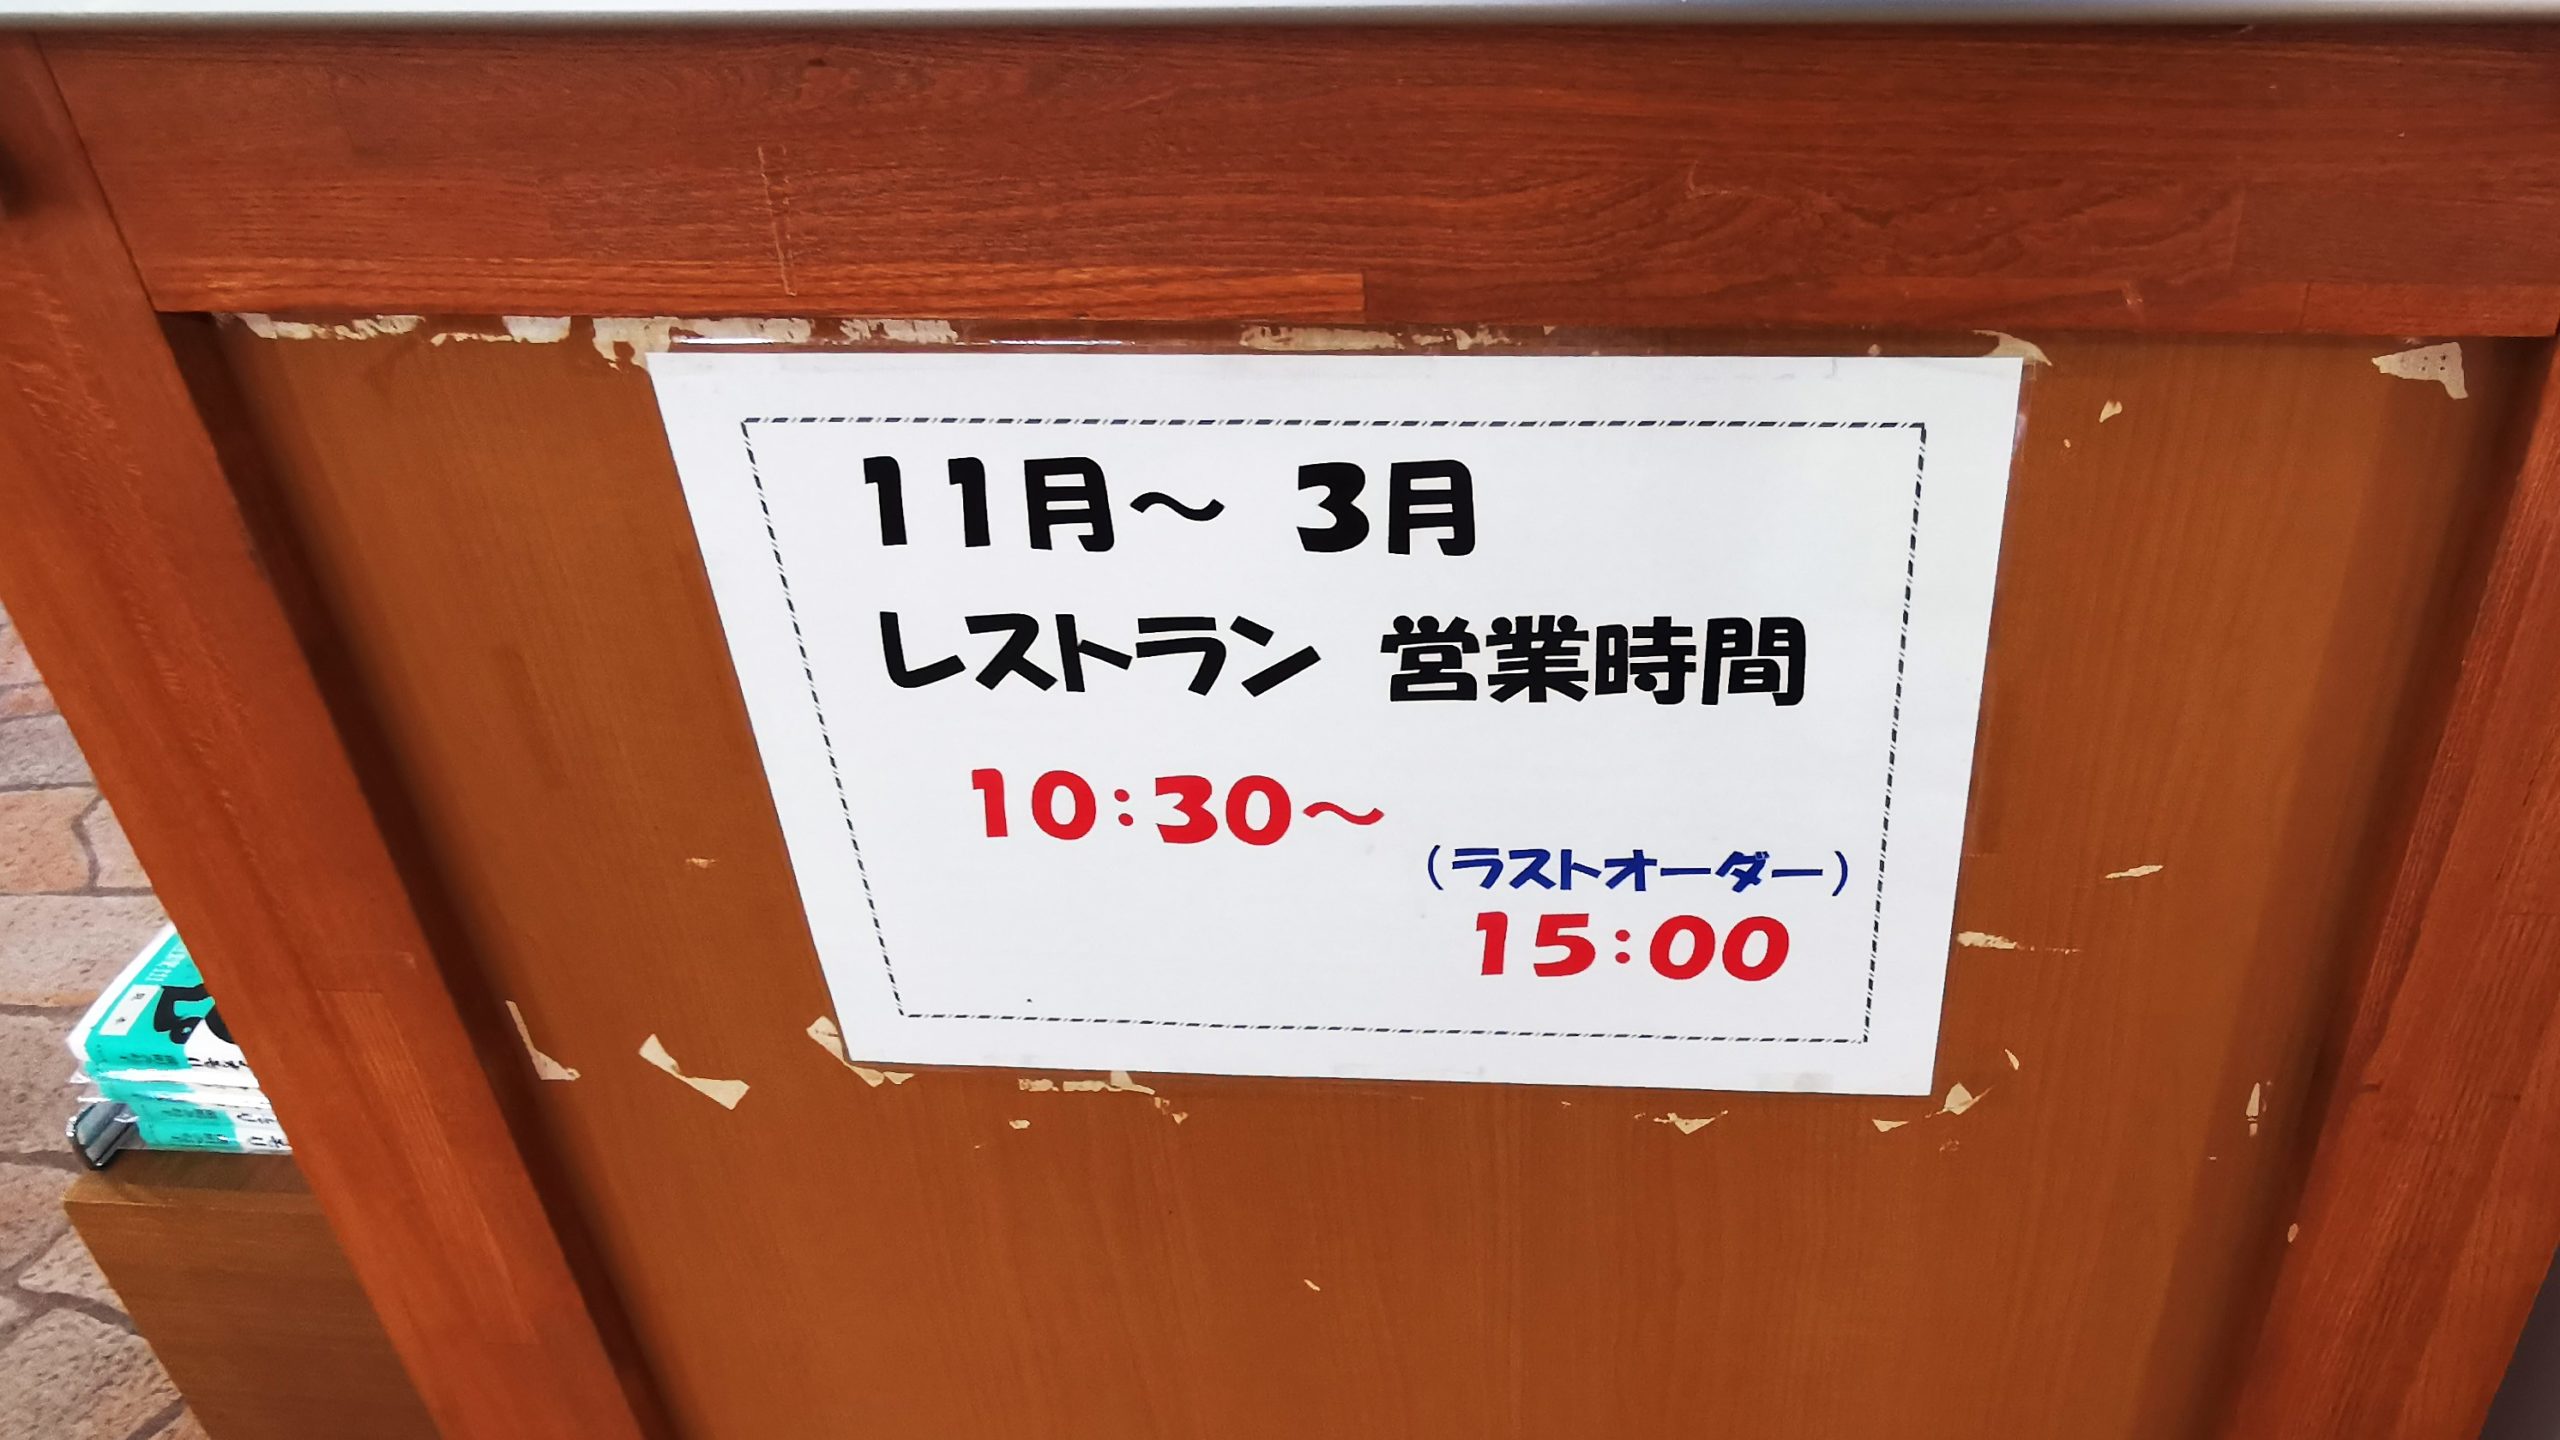 11月～ 3月
レストラン 営業時間
10:30～
(ラストオーダー)
15:00